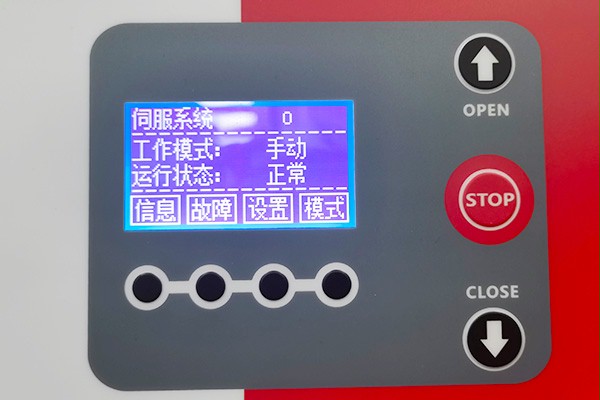 伺服系统 0
工作模式: 手动
运行状态: 正常
信息 故障 设置 模式
OPEN
STOP
CLOSE